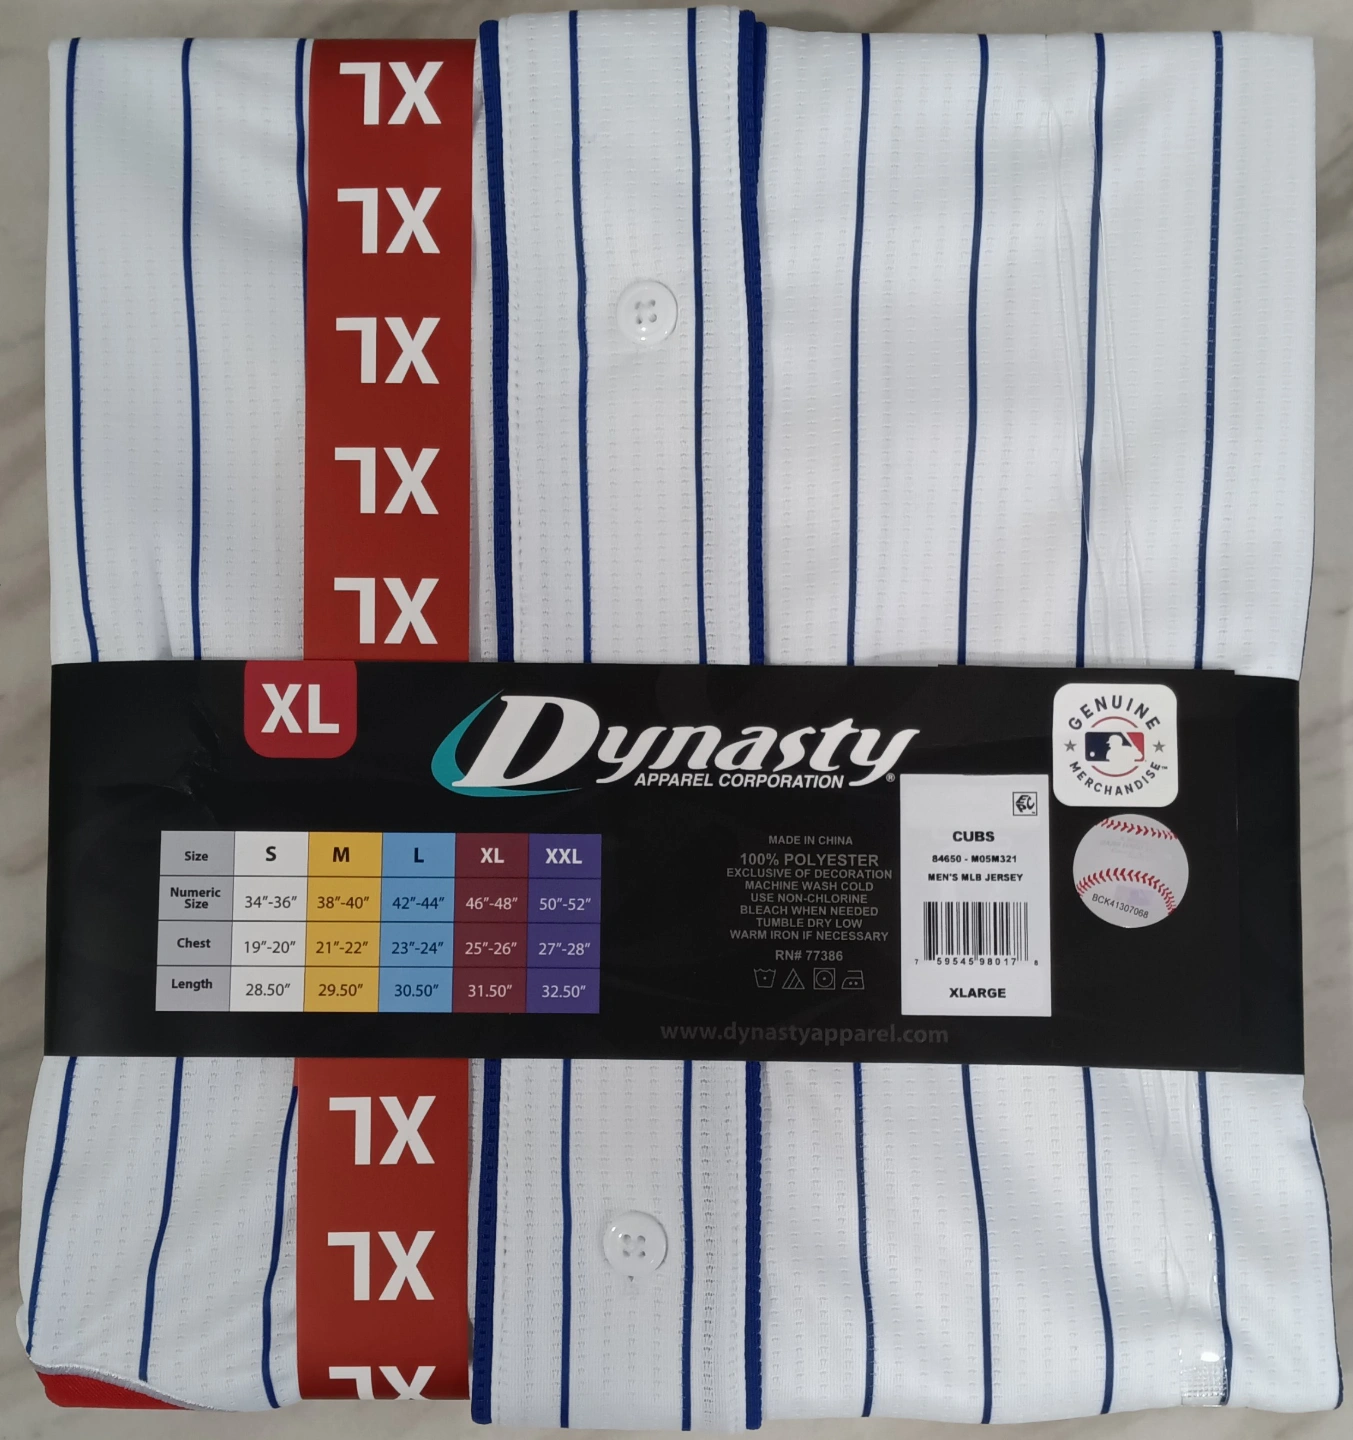 XL
XL
XL
XL
XL
XL
Dynasty®
APPAREL CORPORATION
GENUINE
MERCHANDISE™
Size S M L XL XXL
Numeric Size 34”-36” 38”-40” 42”-44” 46”-48” 50”-52”
Chest 19”-20” 21”-22” 23”-24” 25”-26” 27”-28”
Length 28.50” 29.50” 30.50” 31.50” 32.50”
MADE IN CHINA
100% POLYESTER
EXCLUSIVE OF DECORATION
MACHINE WASH COLD
USE NON-CHLORINE
BLEACH WHEN NEEDED
TUMBLE DRY LOW
WARM IRON IF NECESSARY
RN# 77386
CUBS
84650 - M05M321
MEN'S MLB JERSEY
7 59545 98017 8
XLARGE
BCK41307068
www.dynastyapparel.com
XL
XL
XL